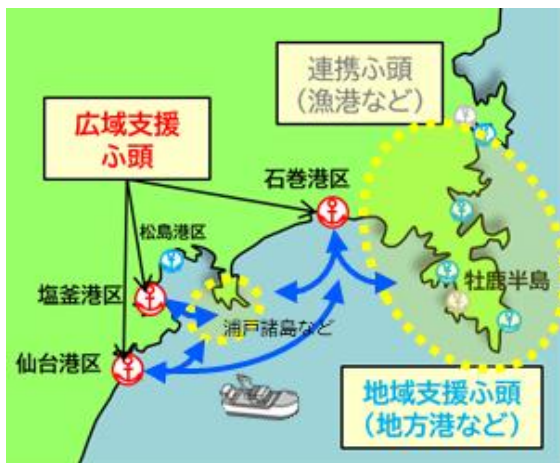 連携ふ頭
（漁港など）
広域支援
ふ頭
石巻港区
松島港区
塩釜港区
牡鹿半島
浦戸諸島など
仙台港区
地域支援ふ頭
（地方港など）